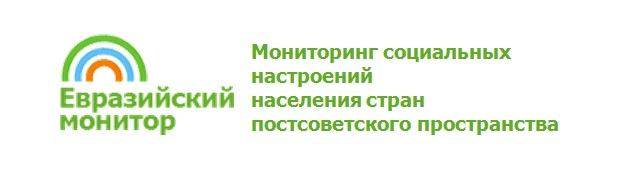 Евразийский
монитор
Мониторинг социальных
настроений
населения стран
постсоветского пространства